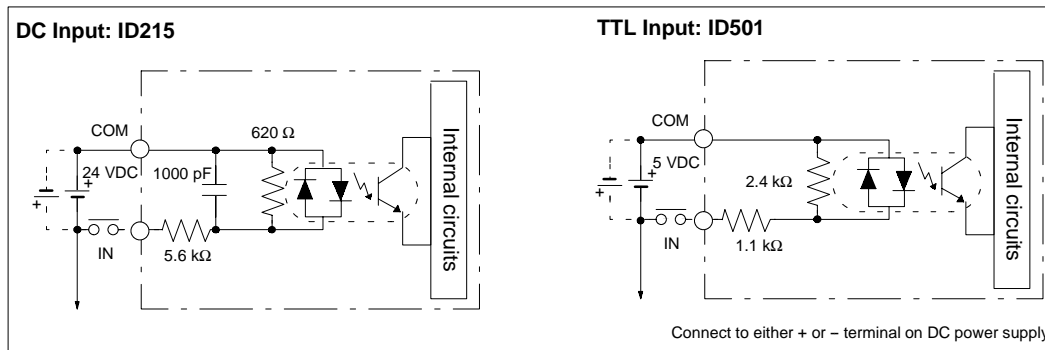 DC Input: ID215
COM
24 VDC
+
+
1000 pF
620 Ω
IN
5.6 kΩ
Internal circuits
TTL Input: ID501
COM
5 VDC
+
+
2.4 kΩ
IN
1.1 kΩ
Internal circuits
Connect to either + or – terminal on DC power supply